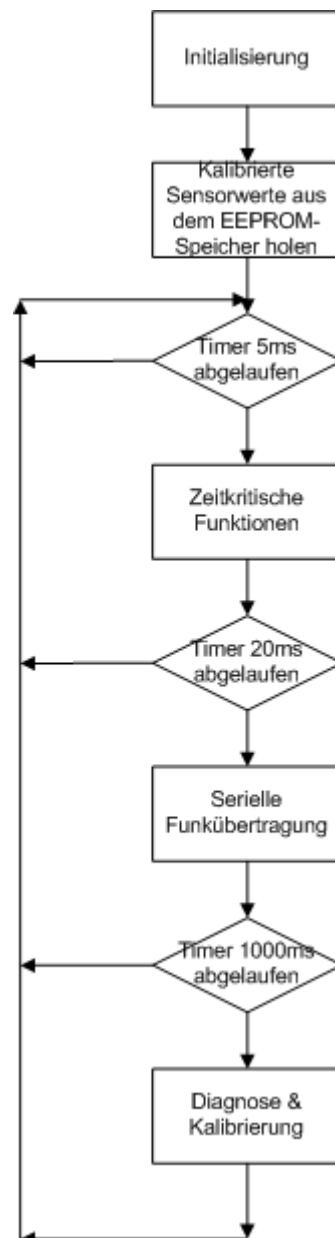 Initialisierung
Kalibrierte
Sensorwerte aus
dem EEPROM-
Speicher holen
Timer 5ms
abgelaufen
Zeitkritische
Funktionen
Timer 20ms
abgelaufen
Serielle
Funkübertragung
Timer 1000ms
abgelaufen
Diagnose &
Kalibrierung